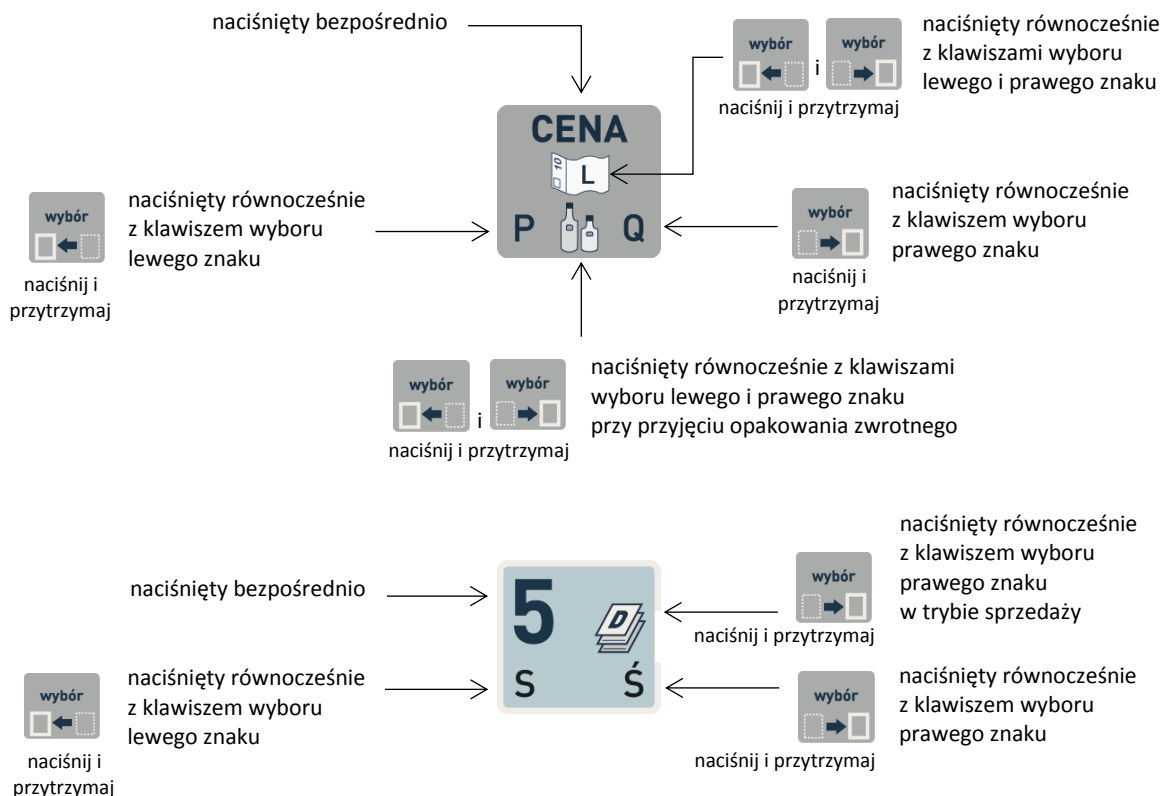 naciśnięty bezpośrednio
wybór
i
wybór
naciśnij i przytrzymaj
naciśnięty równocześnie
z klawiszami wyboru
lewego i prawego znaku
CENA
10
L
P
Q
wybór
naciśnij i
przytrzymaj
naciśnięty równocześnie
z klawiszem wyboru
lewego znaku
wybór
naciśnij i
przytrzymaj
naciśnięty równocześnie
z klawiszem wyboru
prawego znaku
wybór
i
wybór
naciśnij i przytrzymaj
naciśnięty równocześnie z klawiszami
wyboru lewego i prawego znaku
przy przyjęciu opakowania zwrotnego
naciśnięty bezpośrednio
5
D
S
Ś
wybór
naciśnij i przytrzymaj
naciśnięty równocześnie
z klawiszem wyboru
prawego znaku
w trybie sprzedaży
wybór
naciśnij i
przytrzymaj
naciśnięty równocześnie
z klawiszem wyboru
lewego znaku
wybór
naciśnij i przytrzymaj
naciśnięty równocześnie
z klawiszem wyboru
prawego znaku